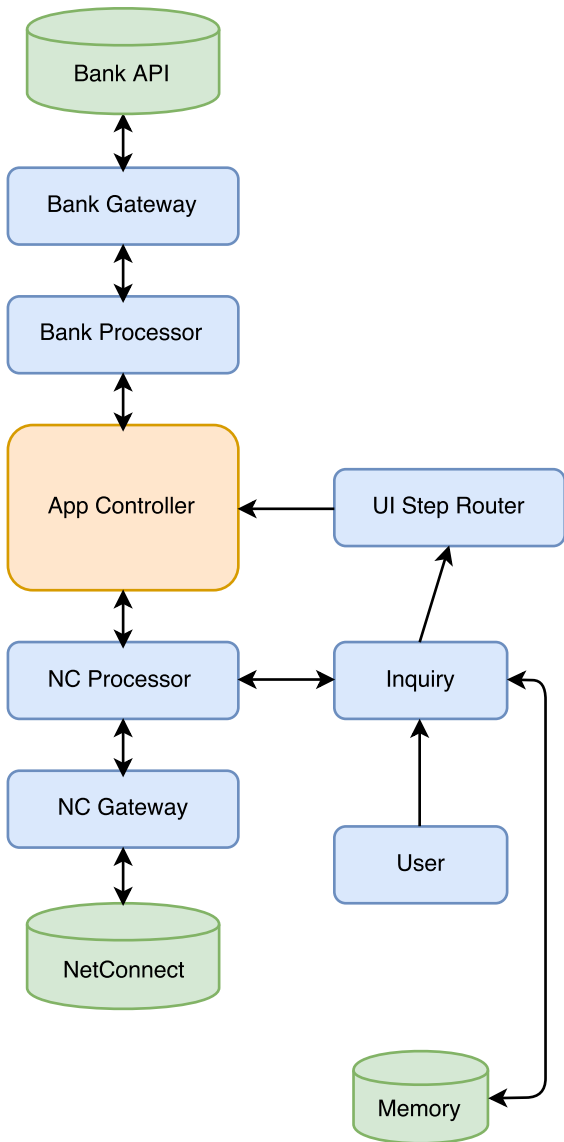 Bank API
Bank Gateway
Bank Processor
App Controller
UI Step Router
NC Processor
Inquiry
NC Gateway
User
NetConnect
Memory